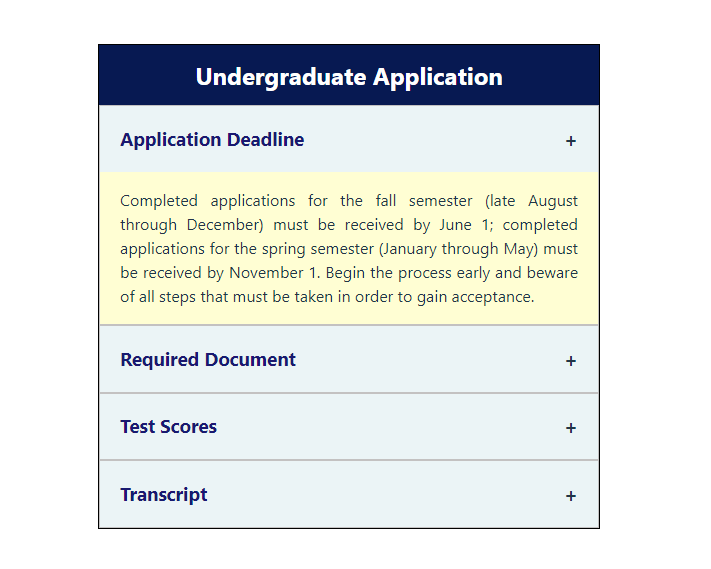 Undergraduate Application
Application Deadline +
Completed applications for the fall semester (late August
through December) must be received by June 1; completed
applications for the spring semester (January through May) must
be received by November 1. Begin the process early and beware
of all steps that must be taken in order to gain acceptance.
Required Document +
Test Scores +
Transcript +